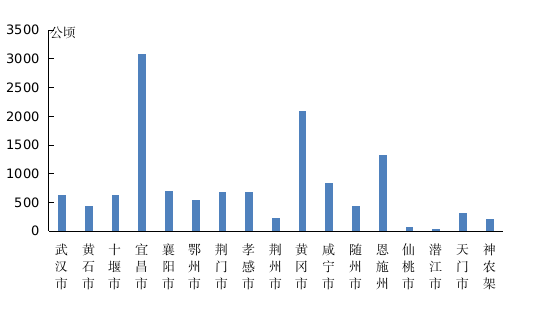 公顷
3500
3000
2500
2000
1500
1000
500
0
武汉市
黄石市
十堰市
宜昌市
襄阳市
鄂州市
荆门市
孝感市
荆州市
黄冈市
咸宁市
随州市
恩施州
仙桃市
潜江市
天门市
神农架